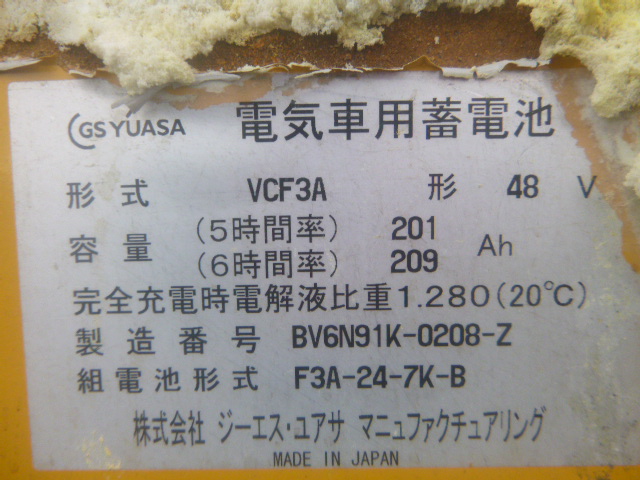 GS YUASA 電気車用蓄電池
形式 VCF3A 形 48 V
容量 (5時間率) 201 Ah
(6時間率) 209
完全充電時電解液比重1.280(20℃)
製造番号 BV6N91K-0208-Z
組電池形式 F3A-24-7K-B
株式会社 ジーエス・ユアサ マニュファクチュアリング
MADE IN JAPAN